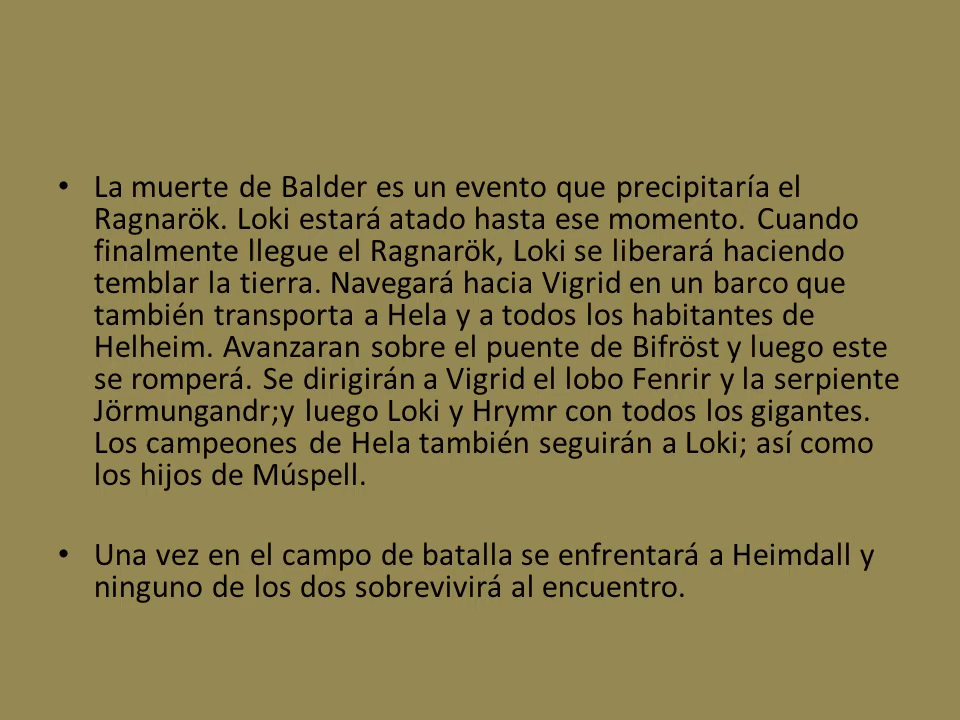 • La muerte de Balder es un evento que precipitaría el
Ragnarök. Loki estará atado hasta ese momento. Cuando
finalmente llegue el Ragnarök, Loki se liberará haciendo
temblar la tierra. Navegará hacia Vigrid en un barco que
también transporta a Hela y a todos los habitantes de
Helheim. Avanzaran sobre el puente de Bifröst y luego este
se romperá. Se dirigirán a Vigrid el lobo Fenrir y la serpiente
Jörmungandr;y luego Loki y Hrymr con todos los gigantes.
Los campeones de Hela también seguirán a Loki; así como
los hijos de Múspell.
• Una vez en el campo de batalla se enfrentará a Heimdall y
ninguno de los dos sobrevivirá al encuentro.